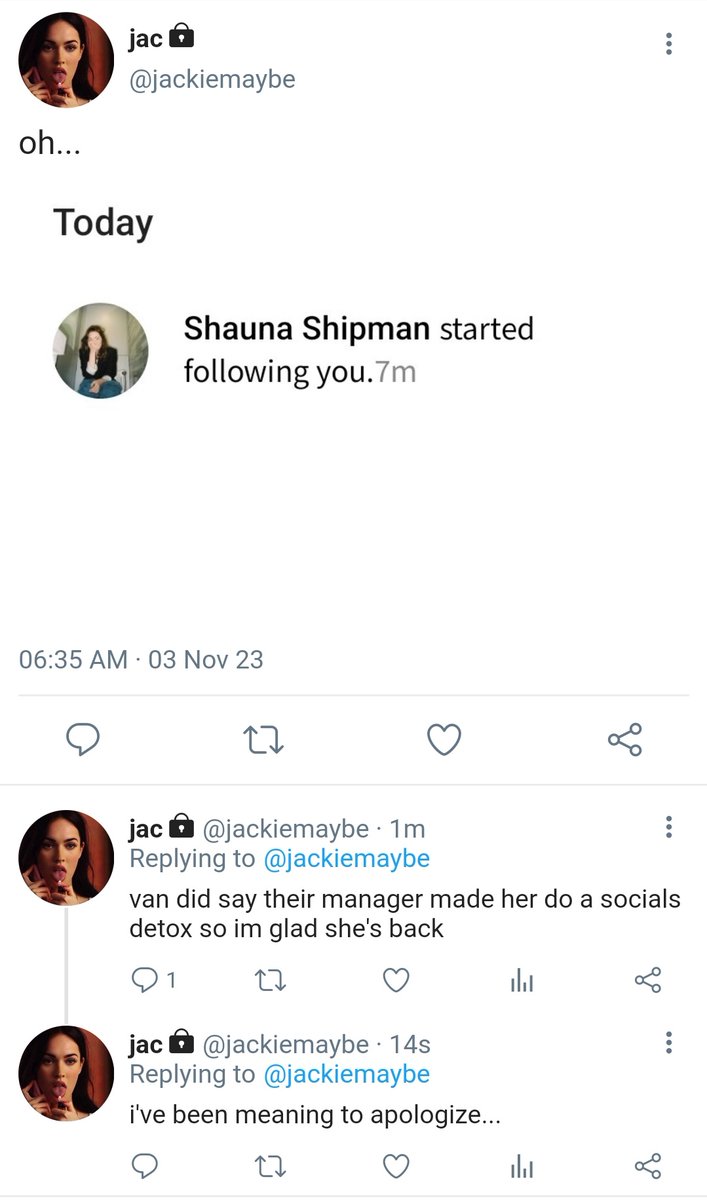 jac
@jackiemaybe
oh...
Today
Shauna Shipman started
following you.7m
06:35 AM · 03 Nov 23
jac @jackiemaybe · 1m
Replying to @jackiemaybe
van did say their manager made her do a socials
detox so im glad she's back
1
jac @jackiemaybe · 14s
Replying to @jackiemaybe
i've been meaning to apologize...